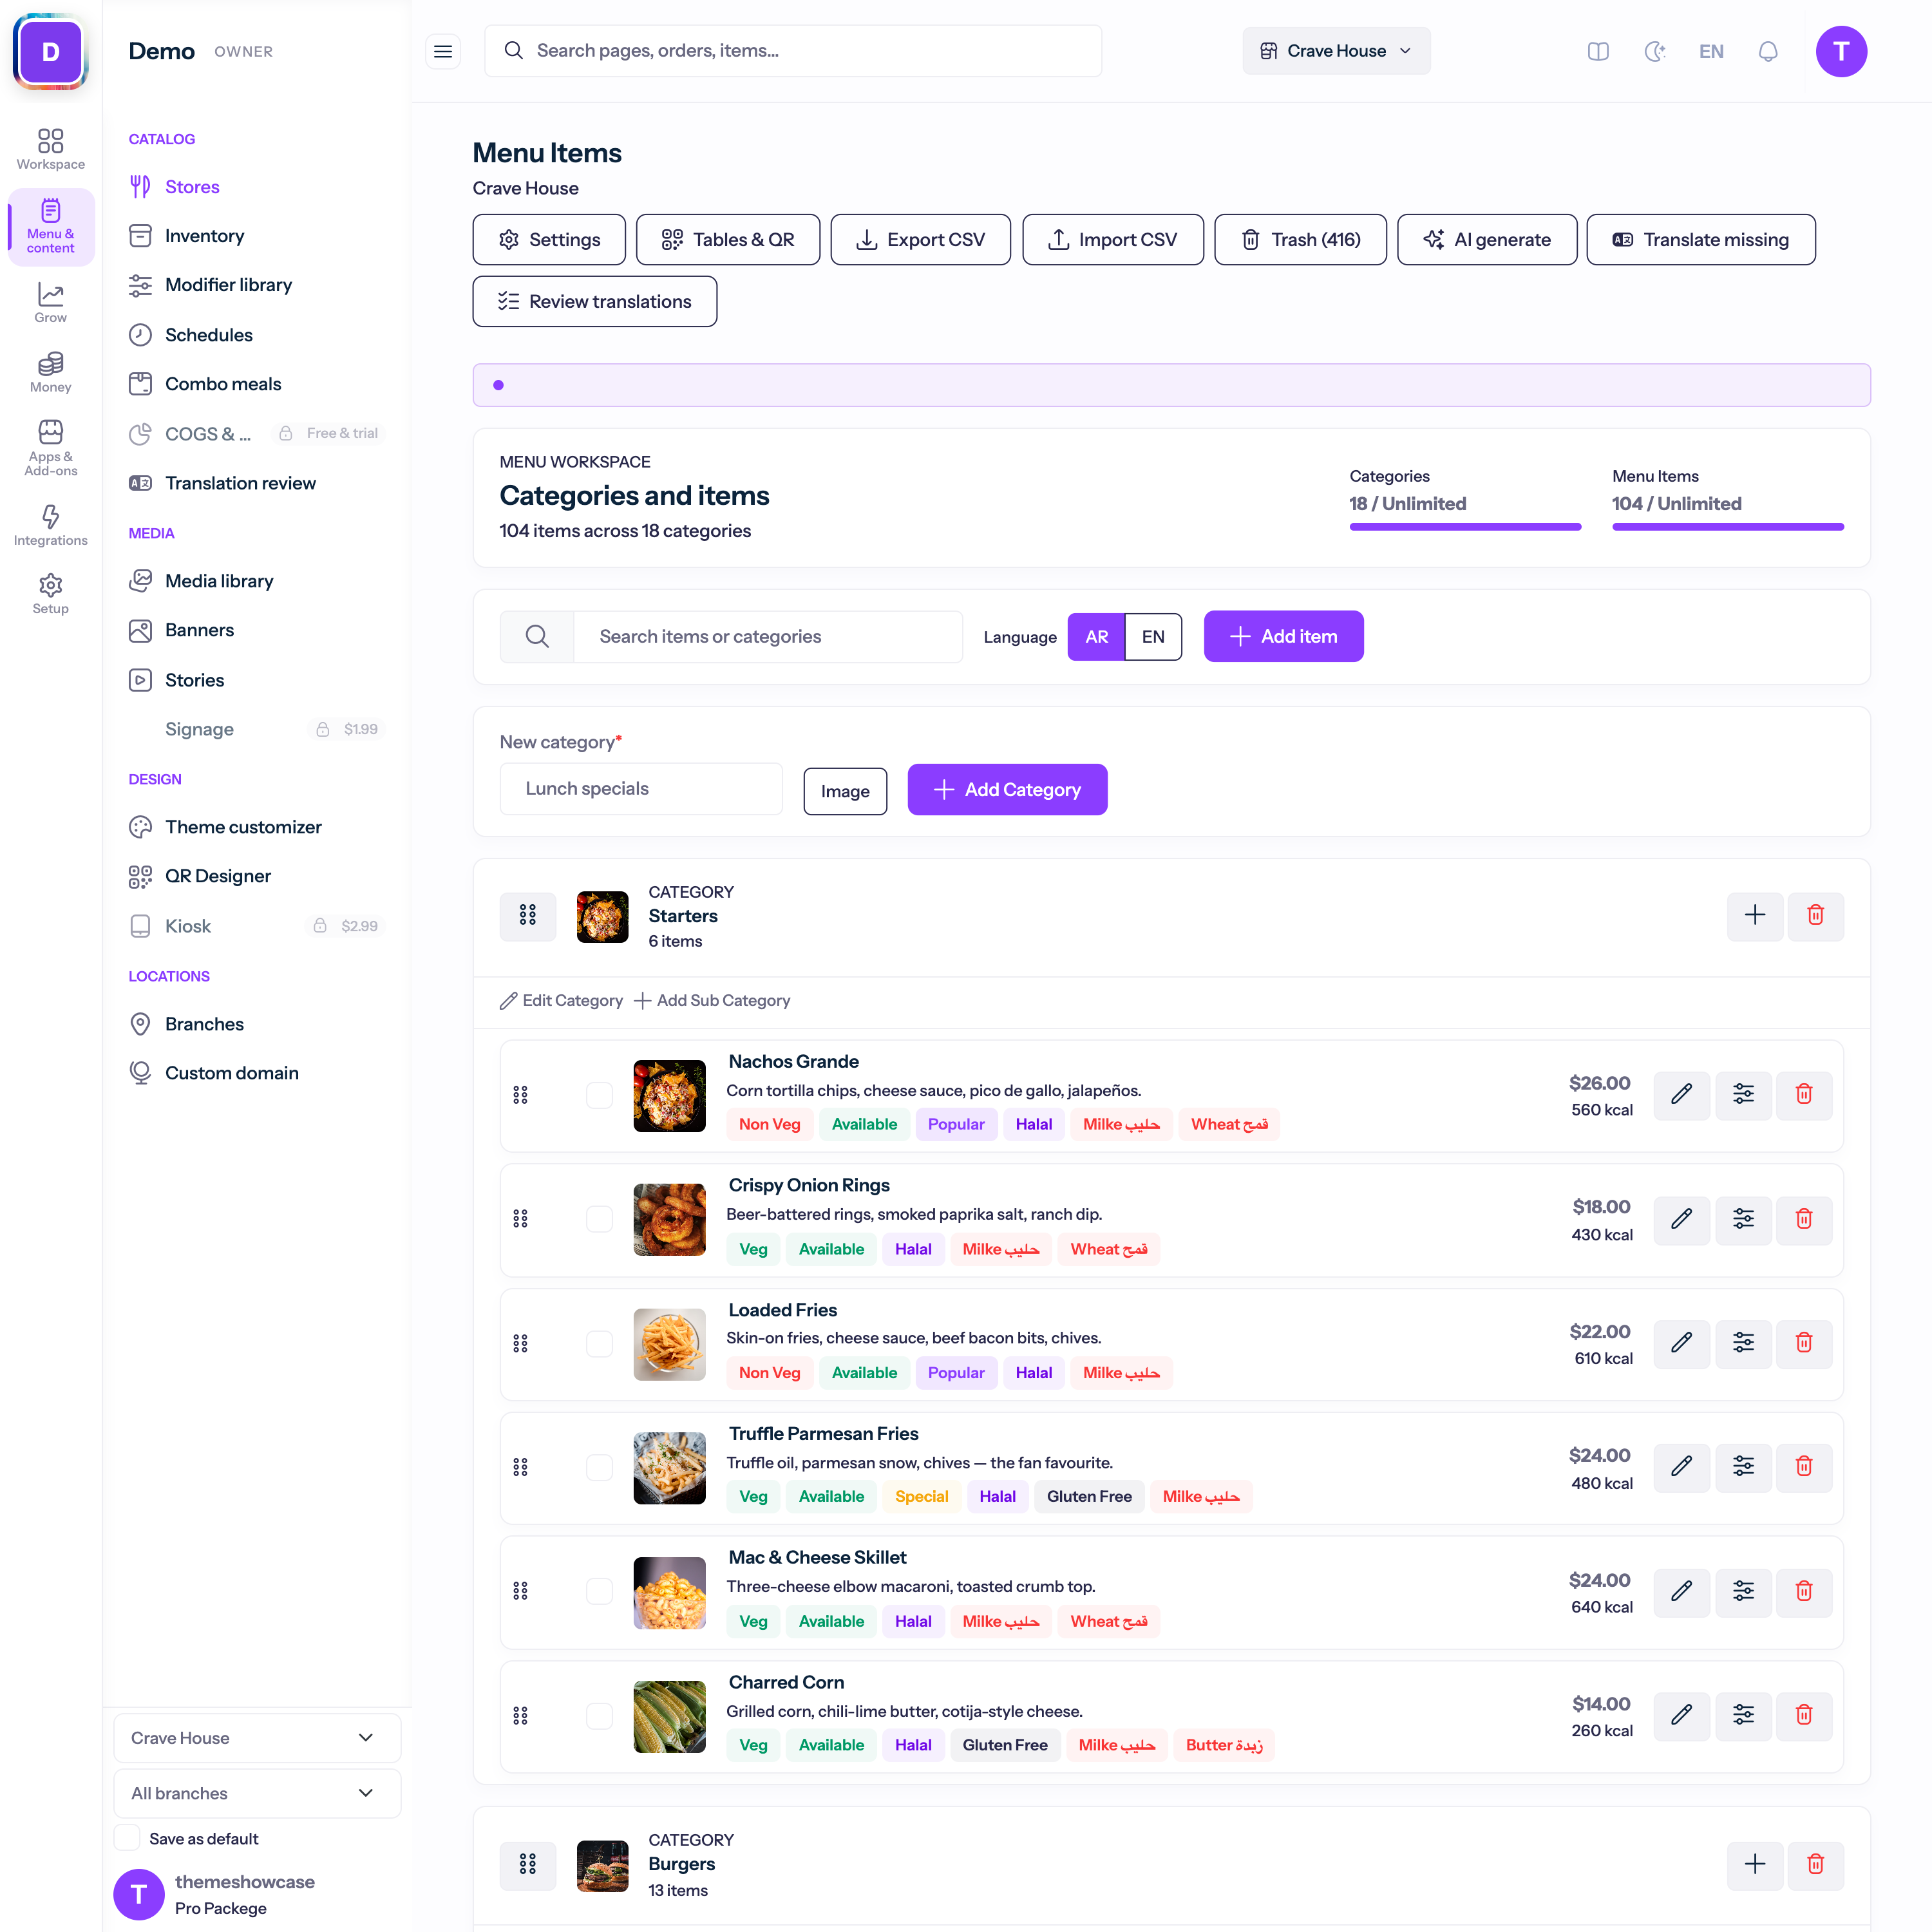 D
Demo OWNER
Search pages, orders, items...
Crave House
EN
T
Workspace
Menu & content
Grow
Money
Apps & Add-ons
Integrations
Setup
CATALOG
Stores
Inventory
Modifier library
Schedules
Combo meals
COGS & ... Free & trial
Translation review
MEDIA
Media library
Banners
Stories
Signage $1.99
DESIGN
Theme customizer
QR Designer
Kiosk $2.99
LOCATIONS
Branches
Custom domain
Crave House
All branches
Save as default
T
themeshowcase
Pro Packege
Menu Items
Crave House
Settings
Tables & QR
Export CSV
Import CSV
Trash (416)
AI generate
Translate missing
Review translations
MENU WORKSPACE
Categories and items
104 items across 18 categories
Categories
18 / Unlimited
Menu Items
104 / Unlimited
Search items or categories
Language AR EN
Add item
New category*
Lunch specials
Image
Add Category
CATEGORY
Starters
6 items
Edit Category Add Sub Category
Nachos Grande
Corn tortilla chips, cheese sauce, pico de gallo, jalapeños.
Non Veg Available Popular Halal Milke حليب Wheat قمح
$26.00
560 kcal
Crispy Onion Rings
Beer-battered rings, smoked paprika salt, ranch dip.
Veg Available Halal Milke حليب Wheat قمح
$18.00
430 kcal
Loaded Fries
Skin-on fries, cheese sauce, beef bacon bits, chives.
Non Veg Available Popular Halal Milke حليب
$22.00
610 kcal
Truffle Parmesan Fries
Truffle oil, parmesan snow, chives — the fan favourite.
Veg Available Special Halal Gluten Free Milke حليب
$24.00
480 kcal
Mac & Cheese Skillet
Three-cheese elbow macaroni, toasted crumb top.
Veg Available Halal Milke حليب Wheat قمح
$24.00
640 kcal
Charred Corn
Grilled corn, chili-lime butter, cotija-style cheese.
Veg Available Halal Gluten Free Milke حليب Butter زبدة
$14.00
260 kcal
CATEGORY
Burgers
13 items